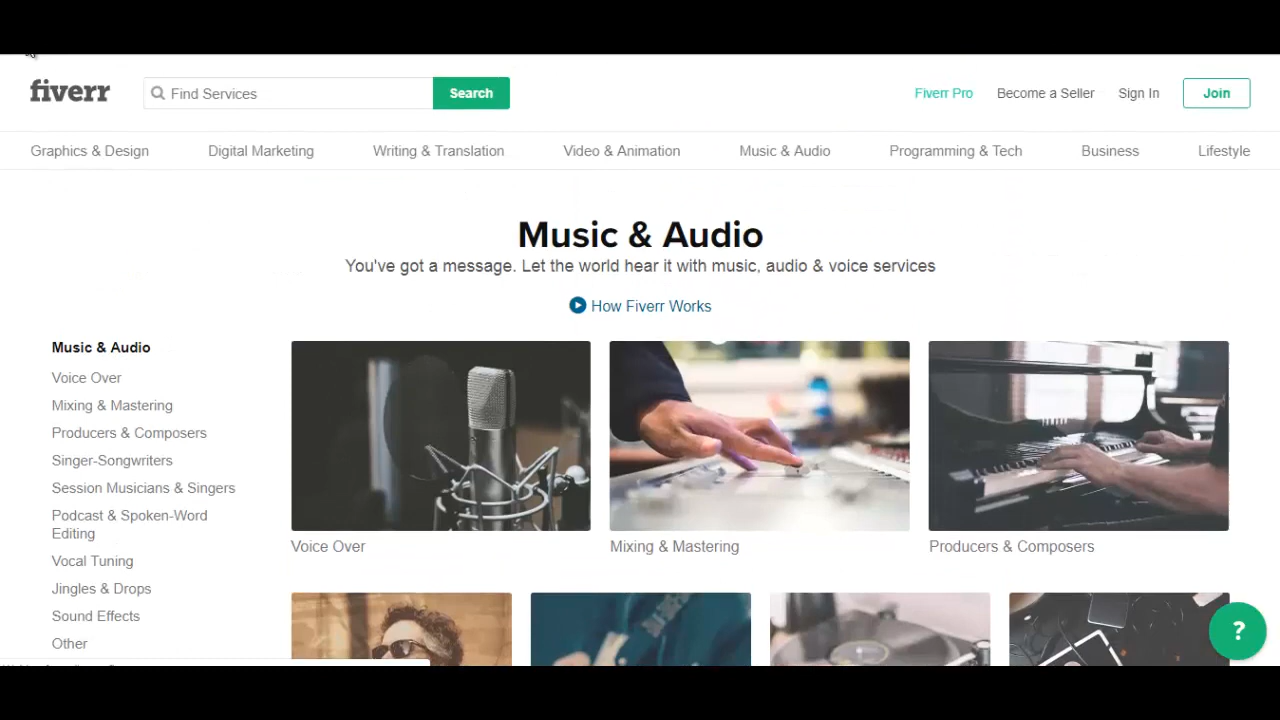 fiverr
Find Services
Search
Fiverr Pro
Become a Seller
Sign In
Join
Graphics & Design
Digital Marketing
Writing & Translation
Video & Animation
Music & Audio
Programming & Tech
Business
Lifestyle
Music & Audio
You've got a message. Let the world hear it with music, audio & voice services
How Fiverr Works
Music & Audio
Voice Over
Mixing & Mastering
Producers & Composers
Singer-Songwriters
Session Musicians & Singers
Podcast & Spoken-Word
Editing
Vocal Tuning
Jingles & Drops
Sound Effects
Other
Voice Over
Mixing & Mastering
Producers & Composers
?